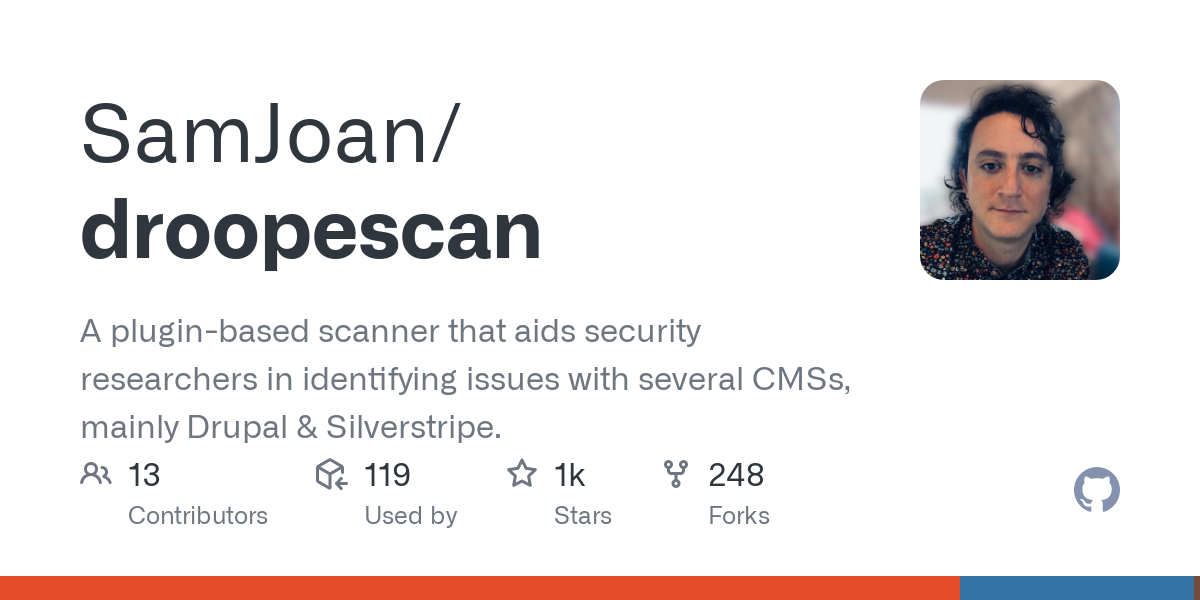 SamJoan/
droopescan
A plugin-based scanner that aids security
researchers in identifying issues with several CMSs,
mainly Drupal & Silverstripe.
13
Contributors
119
Used by
1k
Stars
248
Forks